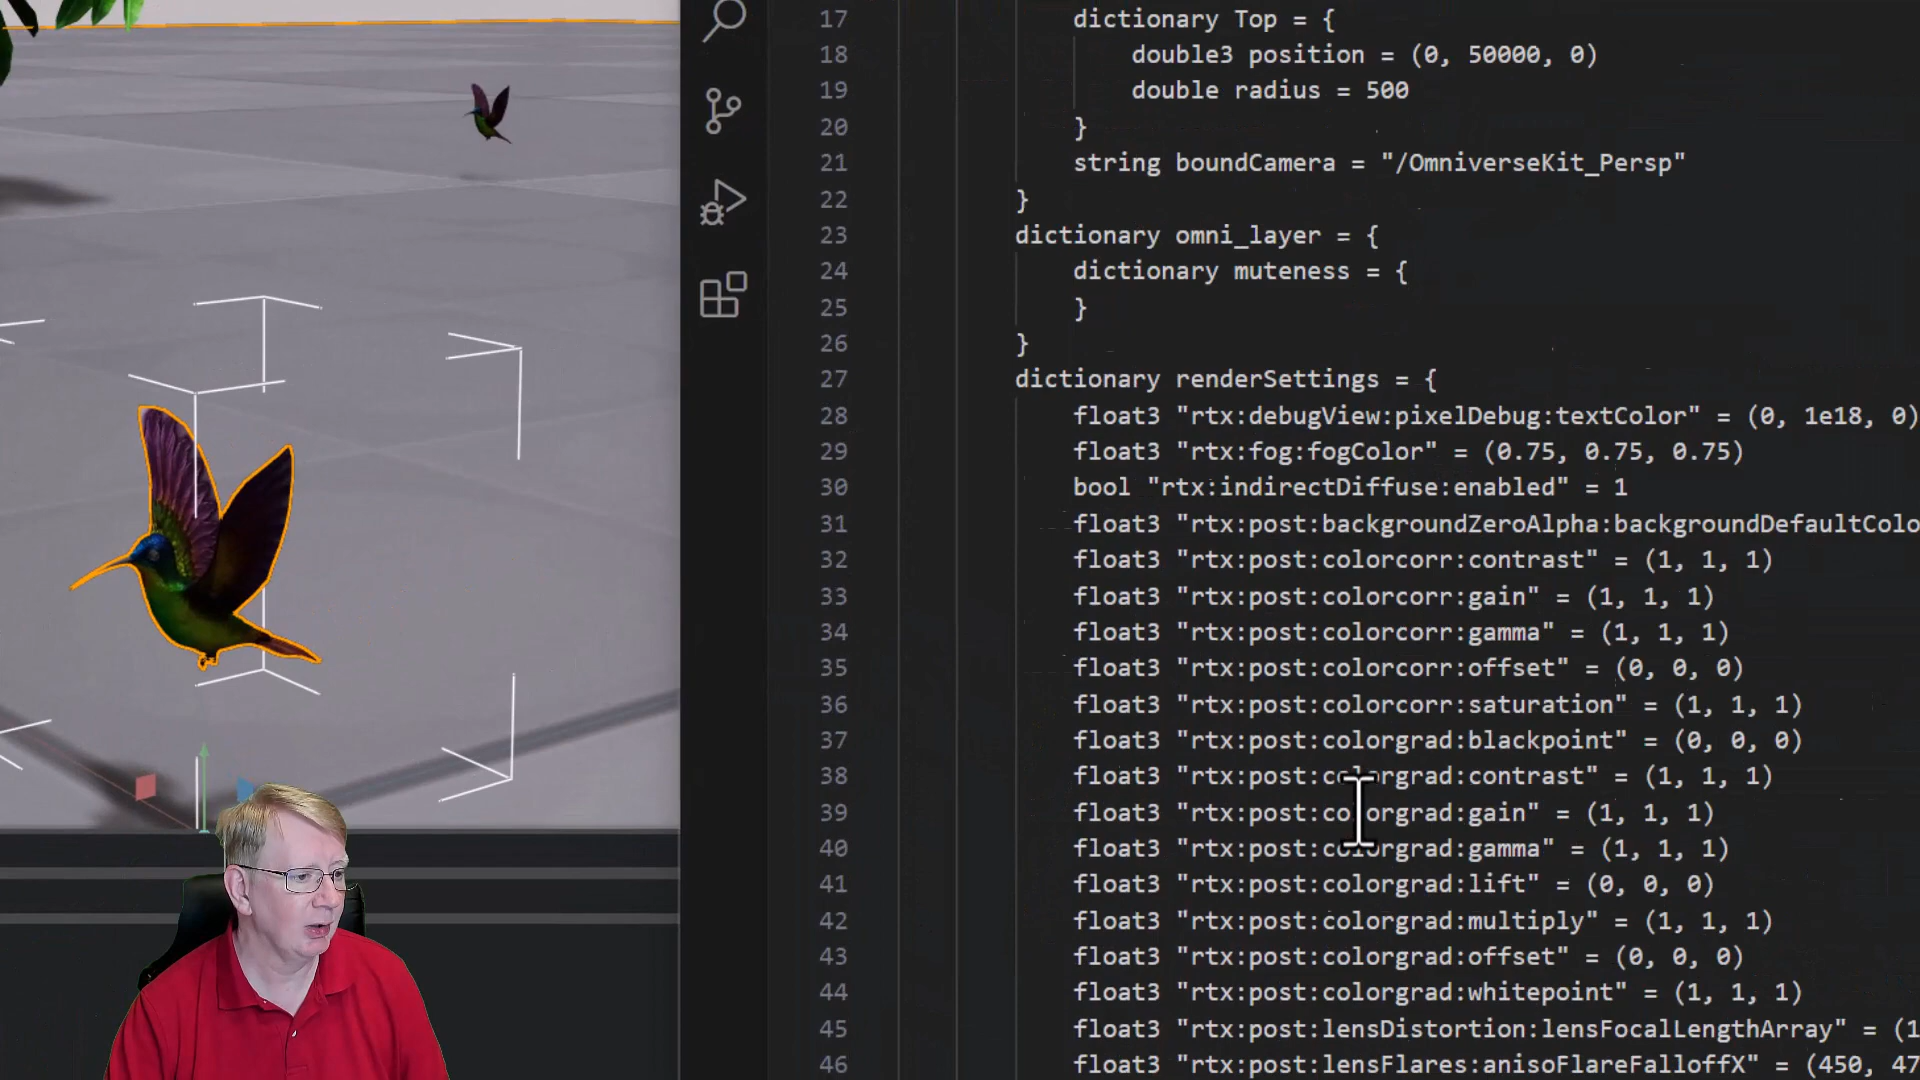 17 dictionary Top = {
18 double3 position = (0, 50000, 0)
19 double radius = 500
20 }
21 string boundCamera = "/OmniverseKit_Persp"
22 }
23 dictionary omni_layer = {
24 dictionary muteness = {
25 }
26 }
27 dictionary renderSettings = {
28 float3 "rtx:debugView:pixelDebug:textColor" = (0, 1e18, 0)
29 float3 "rtx:fog:fogColor" = (0.75, 0.75, 0.75)
30 bool "rtx:indirectDiffuse:enabled" = 1
31 float3 "rtx:post:backgroundZeroAlpha:backgroundDefaultColo
32 float3 "rtx:post:colorcorr:contrast" = (1, 1, 1)
33 float3 "rtx:post:colorcorr:gain" = (1, 1, 1)
34 float3 "rtx:post:colorcorr:gamma" = (1, 1, 1)
35 float3 "rtx:post:colorcorr:offset" = (0, 0, 0)
36 float3 "rtx:post:colorcorr:saturation" = (1, 1, 1)
37 float3 "rtx:post:colorgrad:blackpoint" = (0, 0, 0)
38 float3 "rtx:post:colorgrad:contrast" = (1, 1, 1)
39 float3 "rtx:post:colorgrad:gain" = (1, 1, 1)
40 float3 "rtx:post:colorgrad:gamma" = (1, 1, 1)
41 float3 "rtx:post:colorgrad:lift" = (0, 0, 0)
42 float3 "rtx:post:colorgrad:multiply" = (1, 1, 1)
43 float3 "rtx:post:colorgrad:offset" = (0, 0, 0)
44 float3 "rtx:post:colorgrad:whitepoint" = (1, 1, 1)
45 float3 "rtx:post:lensDistortion:lensFocalLengthArray" = (1
46 float3 "rtx:post:lensFlares:anisoFlareFalloffX" = (450, 47